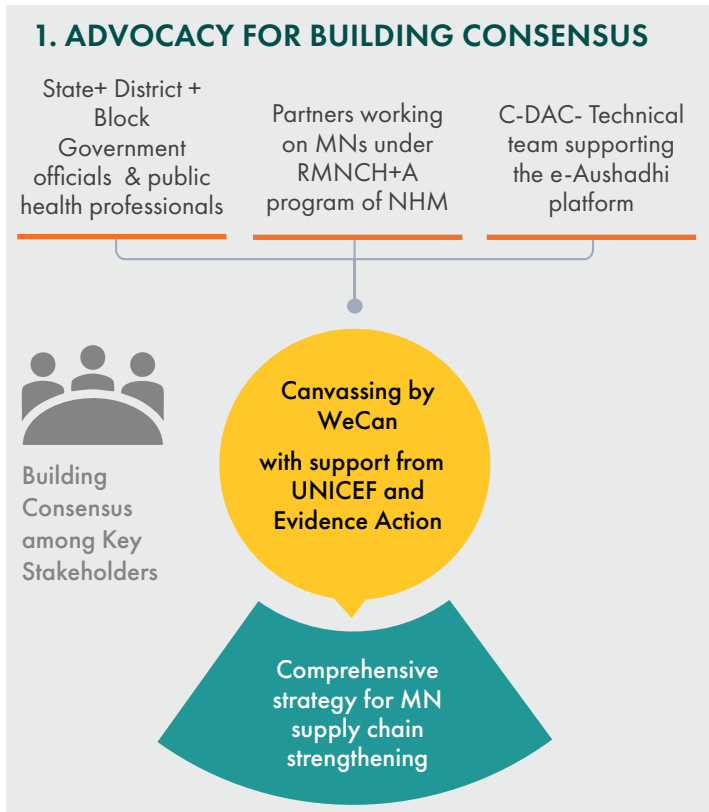 1. ADVOCACY FOR BUILDING CONSENSUS
State+ District +
Block
Government
officials & public
health professionals
Partners working
on MNs under
RMNCH+A
program of NHM
C-DAC- Technical
team supporting
the e-Aushadhi
platform
Canvassing by
WeCan
with support from
UNICEF and
Evidence Action
Building
Consensus
among Key
Stakeholders
Comprehensive
strategy for MN
supply chain
strengthening